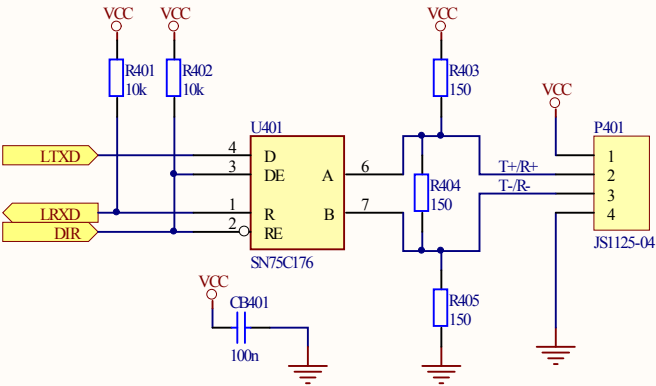 VCC
VCC
VCC
R401
10k
R402
10k
R403
150
VCC
U401
P401
LTXD
4
D
3
DE
A
6
1
T+/R+
2
R404
150
T-/R-
3
LRXD
1
R
B
7
4
DIR
2
RE
SN75C176
JS1125-04
VCC
CB401
100n
R405
150